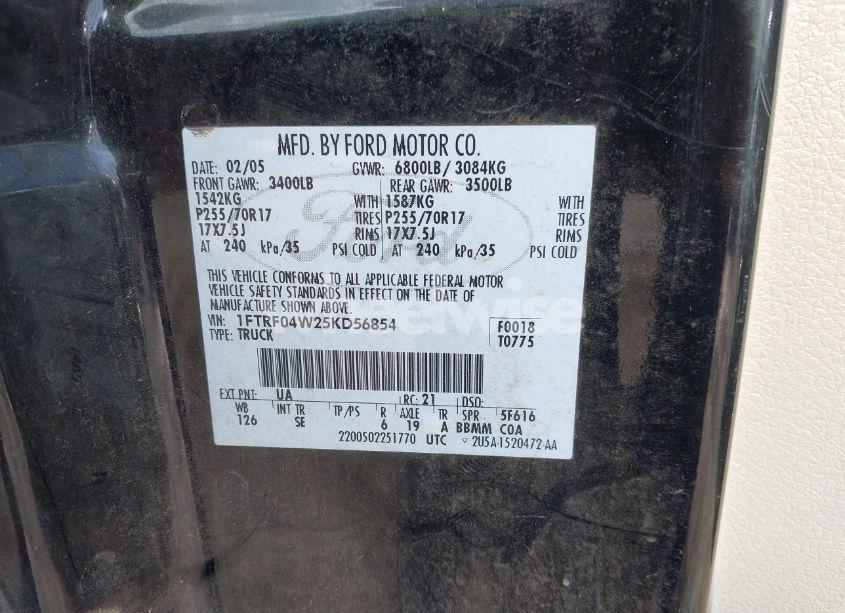 MFD. BY FORD MOTOR CO.
DATE: 02/05 GVWR: 6800LB/ 3084KG
FRONT GAWR: 3400LB REAR GAWR: 3500LB
1542KG WITH 1587KG WITH
P255/70R17 TIRES P255/70R17 TIRES
17X7.5J RIMS 17X7.5J RIMS
AT 240 kPa/35 PSI COLD AT 240 kPa/35 PSI COLD
Ford
THIS VEHICLE CONFORMS TO ALL APPLICABLE FEDERAL MOTOR
VEHICLE SAFETY STANDARDS IN EFFECT ON THE DATE OF
MANUFACTURE SHOWN ABOVE.
VIN: 1FTRF04W25KD56854 F0018
TYPE: TRUCK T0775
EXT PNT: UA RC: 21 DSO:
WB INT TR TP/PS R AXLE TR SPR 5F616
126 SE 6 19 A BBMM COA
2200502251770 UTC ▽ 2U5A-1520472-AA